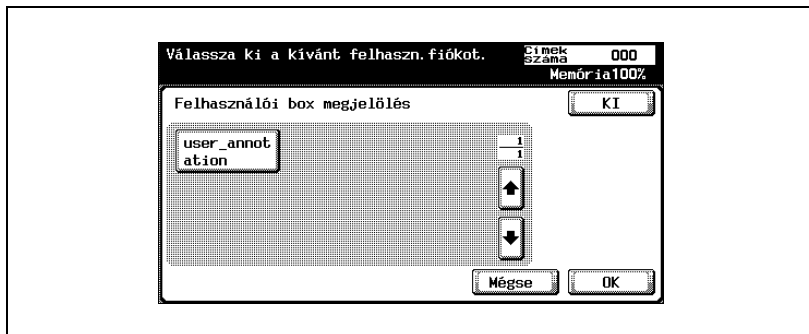 Válassza ki a kívánt felhaszn.fiókot.
Címek
száma
000
Memória100%
Felhasználói box megjelölés
KI
user_annot
ation
1
1
Mégse
OK